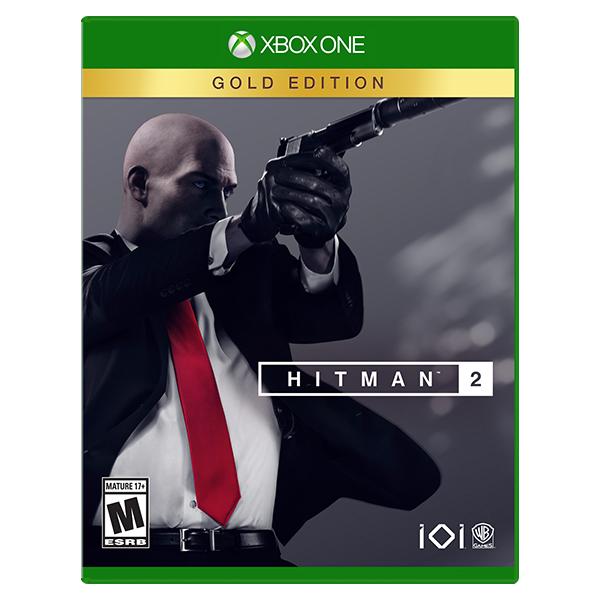 XBOX ONE
GOLD EDITION
HITMAN™ 2
MATURE 17+
M
ESRB
iOi
WB
GAMES